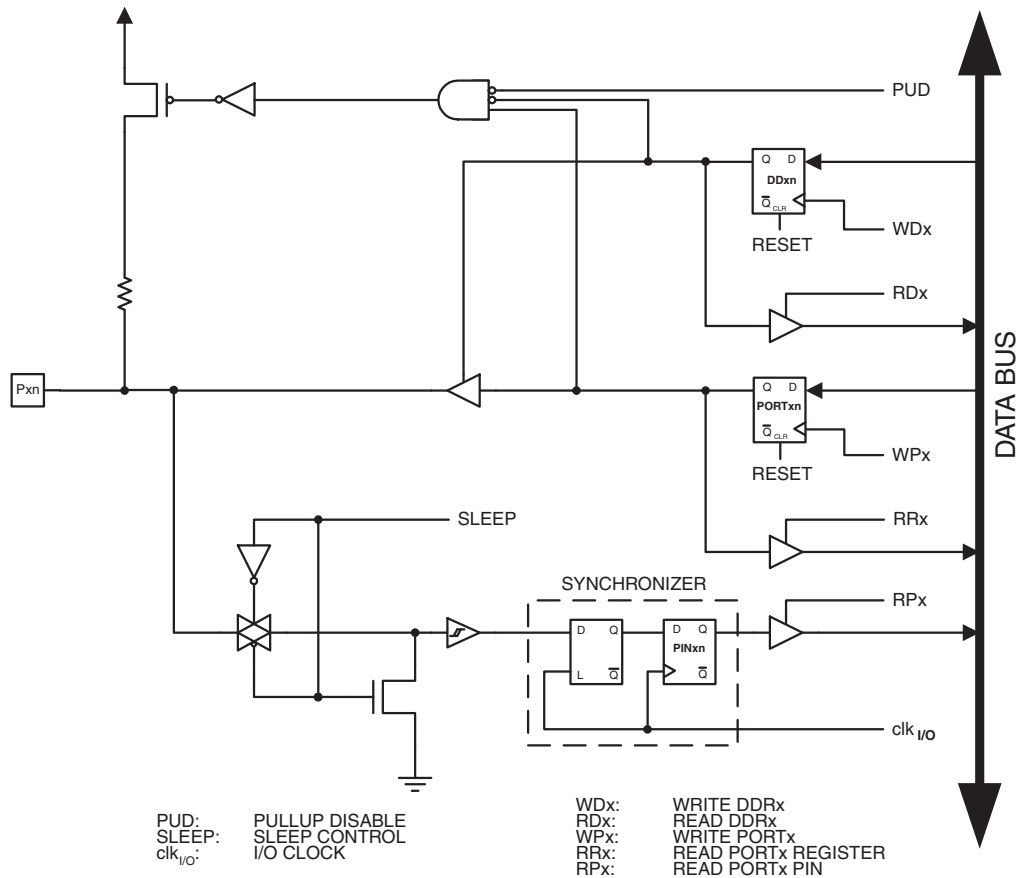 PUD
Q D
DDxn
Q CLR
WDx
RESET
RDx
DATA BUS
Pxn
Q D
PORTxn
Q CLR
WPx
RESET
RRx
SLEEP
SYNCHRONIZER
RPx
D Q
D Q
PINxn
L Q
Q
clk I/O
PUD: PULLUP DISABLE
SLEEP: SLEEP CONTROL
clkI/O: I/O CLOCK
WDx: WRITE DDRx
RDx: READ DDRx
WPx: WRITE PORTx
RRx: READ PORTx REGISTER
RPx: READ PORTx PIN